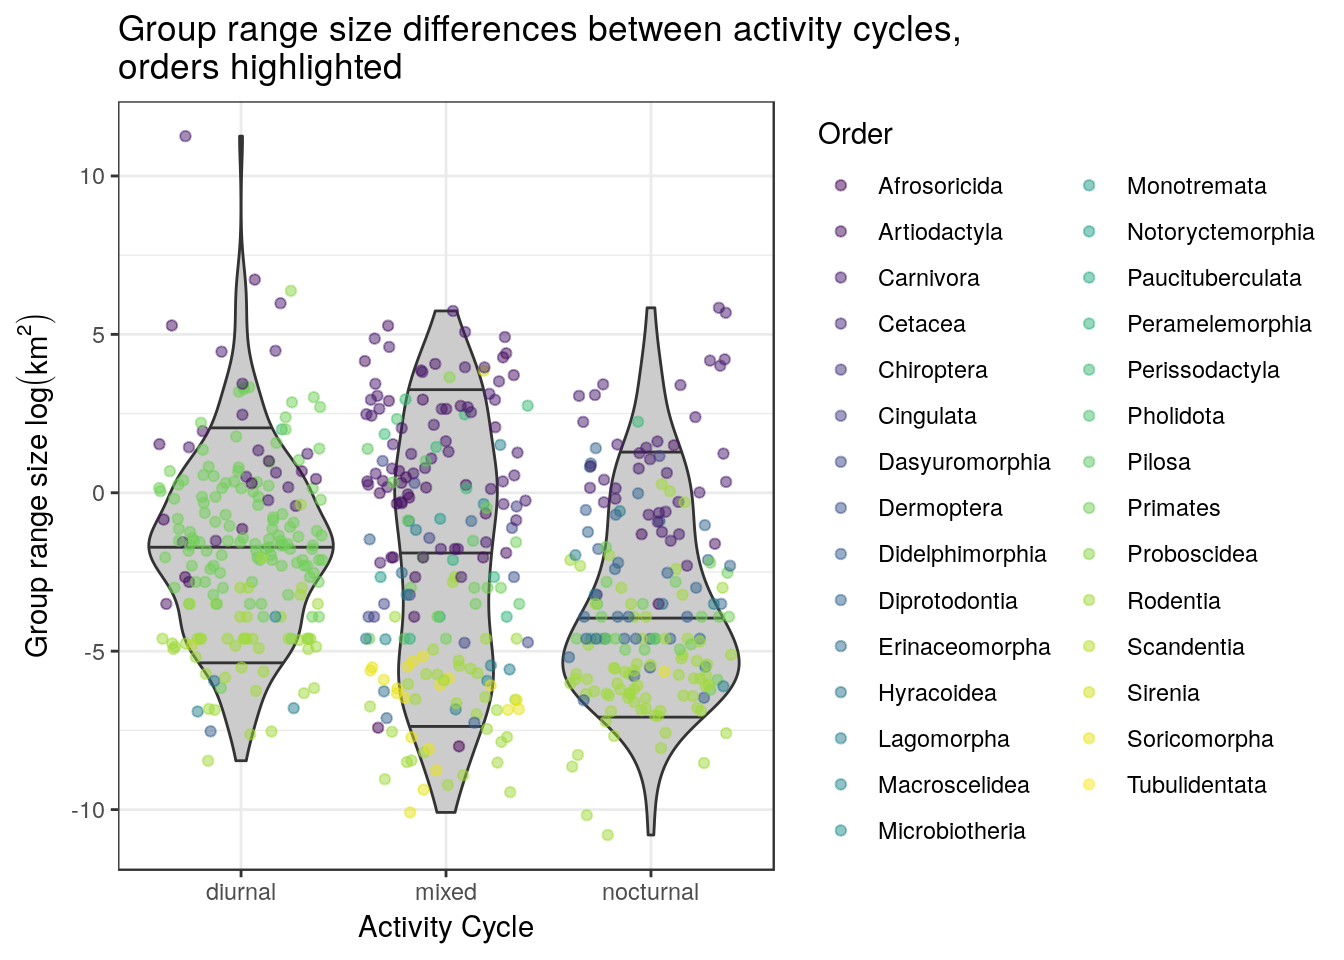 Group range size differences between activity cycles,
orders highlighted
Group range size log(km²)
10
5
0
-5
-10
diurnal
mixed
nocturnal
Activity Cycle
Order
Afrosoricida
Artiodactyla
Carnivora
Cetacea
Chiroptera
Cingulata
Dasyuromorphia
Dermoptera
Didelphimorphia
Diprotodontia
Erinaceomorpha
Hyracoidea
Lagomorpha
Macroscelidea
Microbiotheria
Monotremata
Notoryctemorphia
Paucituberculata
Peramelemorphia
Perissodactyla
Pholidota
Pilosa
Primates
Proboscidea
Rodentia
Scandentia
Sirenia
Soricomorpha
Tubulidentata